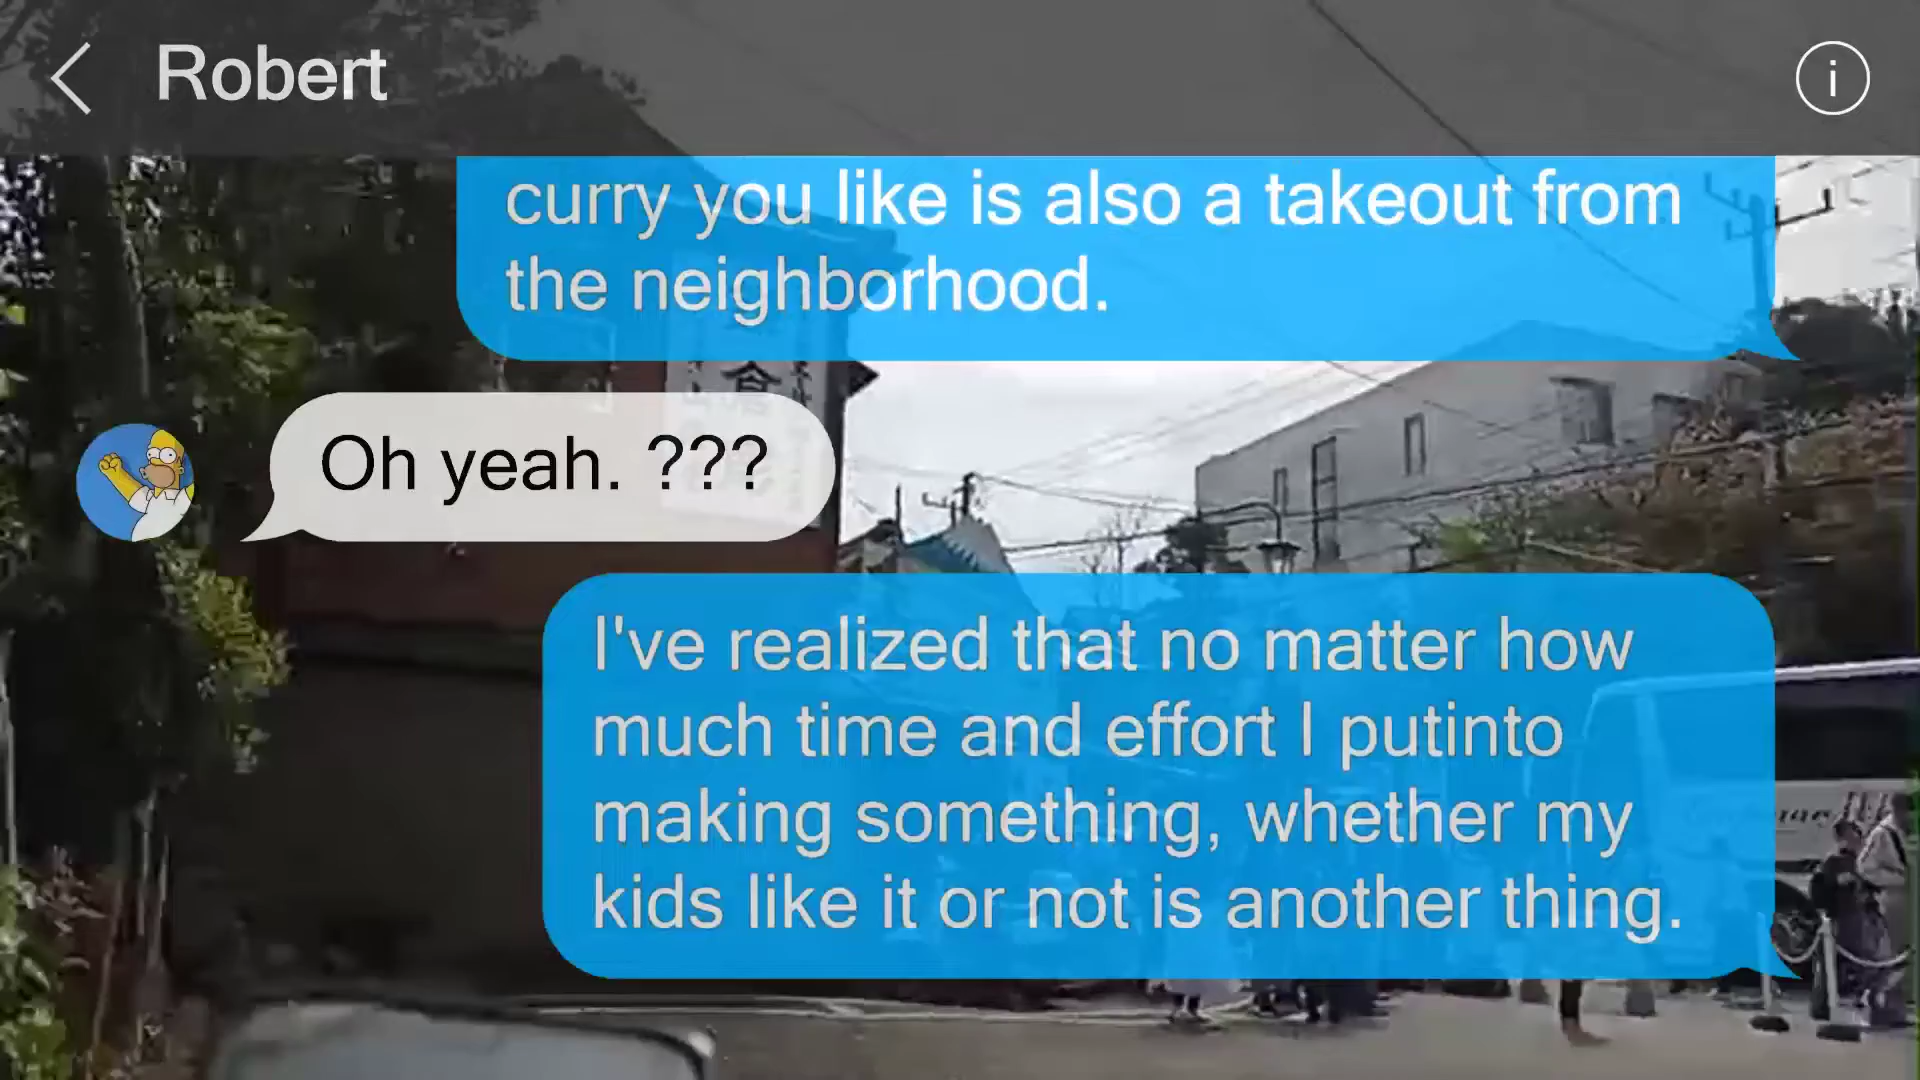 Robert
i
curry you like is also a takeout from
the neighborhood.
Oh yeah. ???
I've realized that no matter how
much time and effort I putinto
making something, whether my
kids like it or not is another thing.